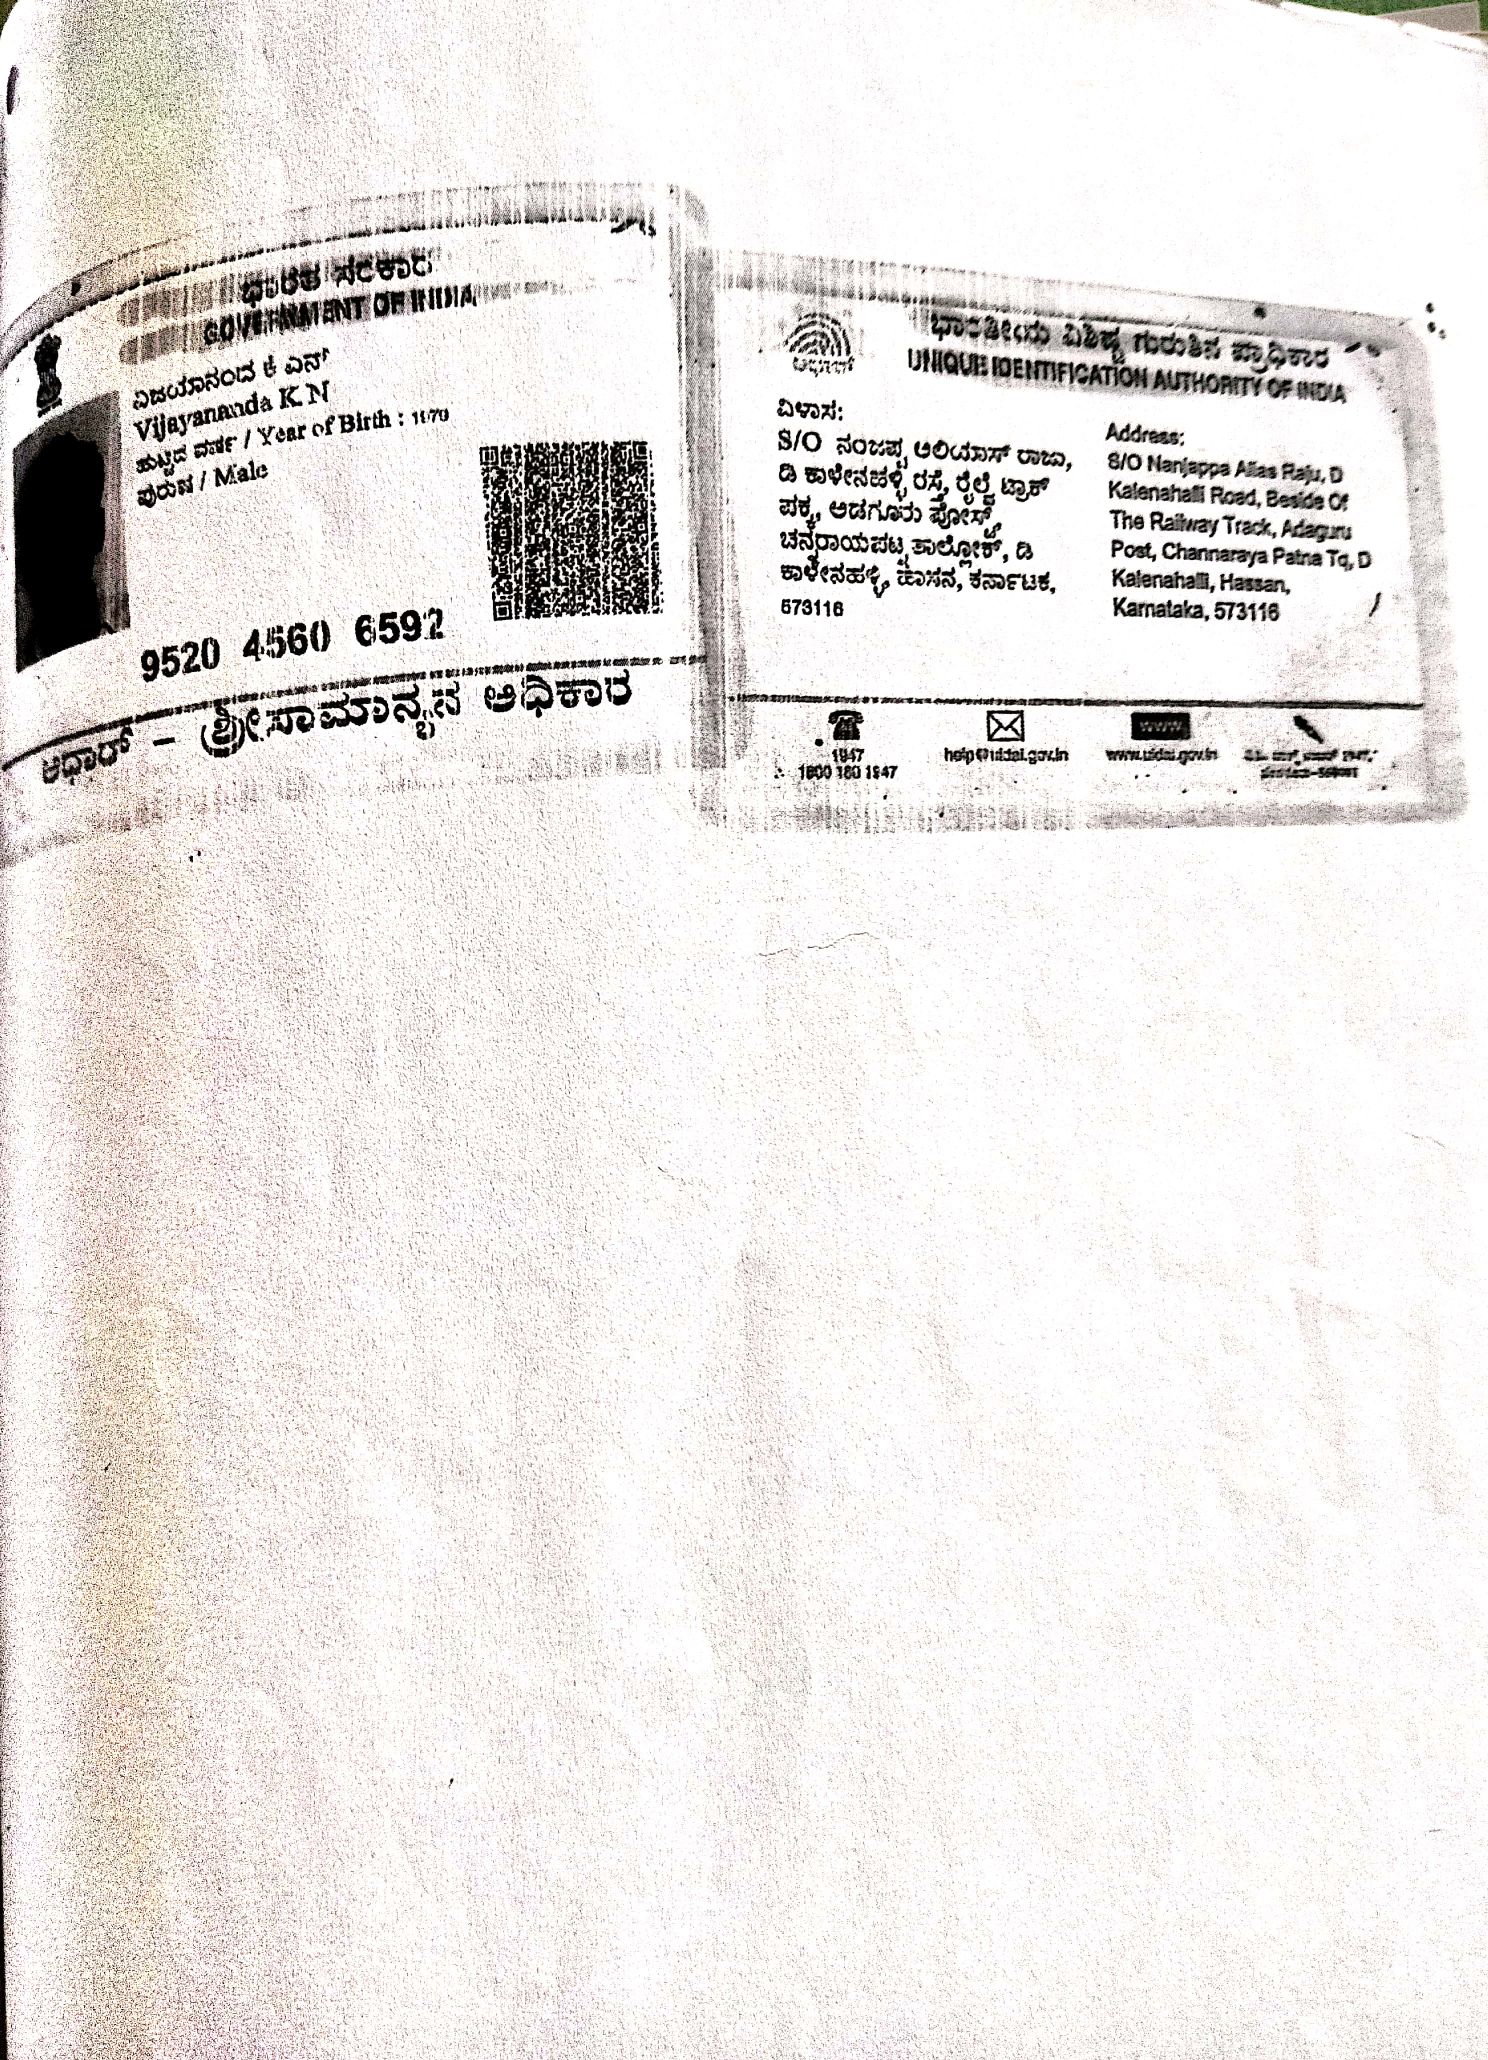 ಭಾರತ ಸರಕಾರ
GOVERNMENT OF INDIA
ವಿಜಯಾನಂದ ಕೆ ಎನ್
Vijayananda K N
ಹುಟ್ಟಿದ ವರ್ಷ / Year of Birth :
ಪುರುಷ / Male
9520 4560 6592
ಆಧಾರ್ – ಶ್ರೀಸಾಮಾನ್ಯನ ಅಧಿಕಾರ
ಭಾರತೀಯ ವಿಶಿಷ್ಟ ಗುರುತಿನ ಪ್ರಾಧಿಕಾರ
UNIQUE IDENTIFICATION AUTHORITY OF INDIA
ವಿಳಾಸ:
S/O ನಂಜಪ್ಪ ಅಲಿಯಾಸ್ ರಾಜು,
ಡಿ ಕಾಳೇನಹಳ್ಳಿ ರಸ್ತೆ, ರೈಲ್ವೆ ಟ್ರಾಕ್
ಪಕ್ಕ, ಅಡಗೂರು ಪೋಸ್ಟ್,
ಚನ್ನರಾಯಪಟ್ಟ ತಾಲ್ಲೋಕ್, ಡಿ
ಕಾಳೇನಹಳ್ಳಿ, ಹಾಸನ, ಕರ್ನಾಟಕ,
573116
Address:
S/O Nanjappa Alias Raju, D
Kalenahalli Road, Beside Of
The Railway Track, Adaguru
Post, Channaraya Patna Tq, D
Kalenahalli, Hassan,
Karnataka, 573116
1947
1800 180 1947
help@uidai.gov.in
www
www.uidai.gov.in